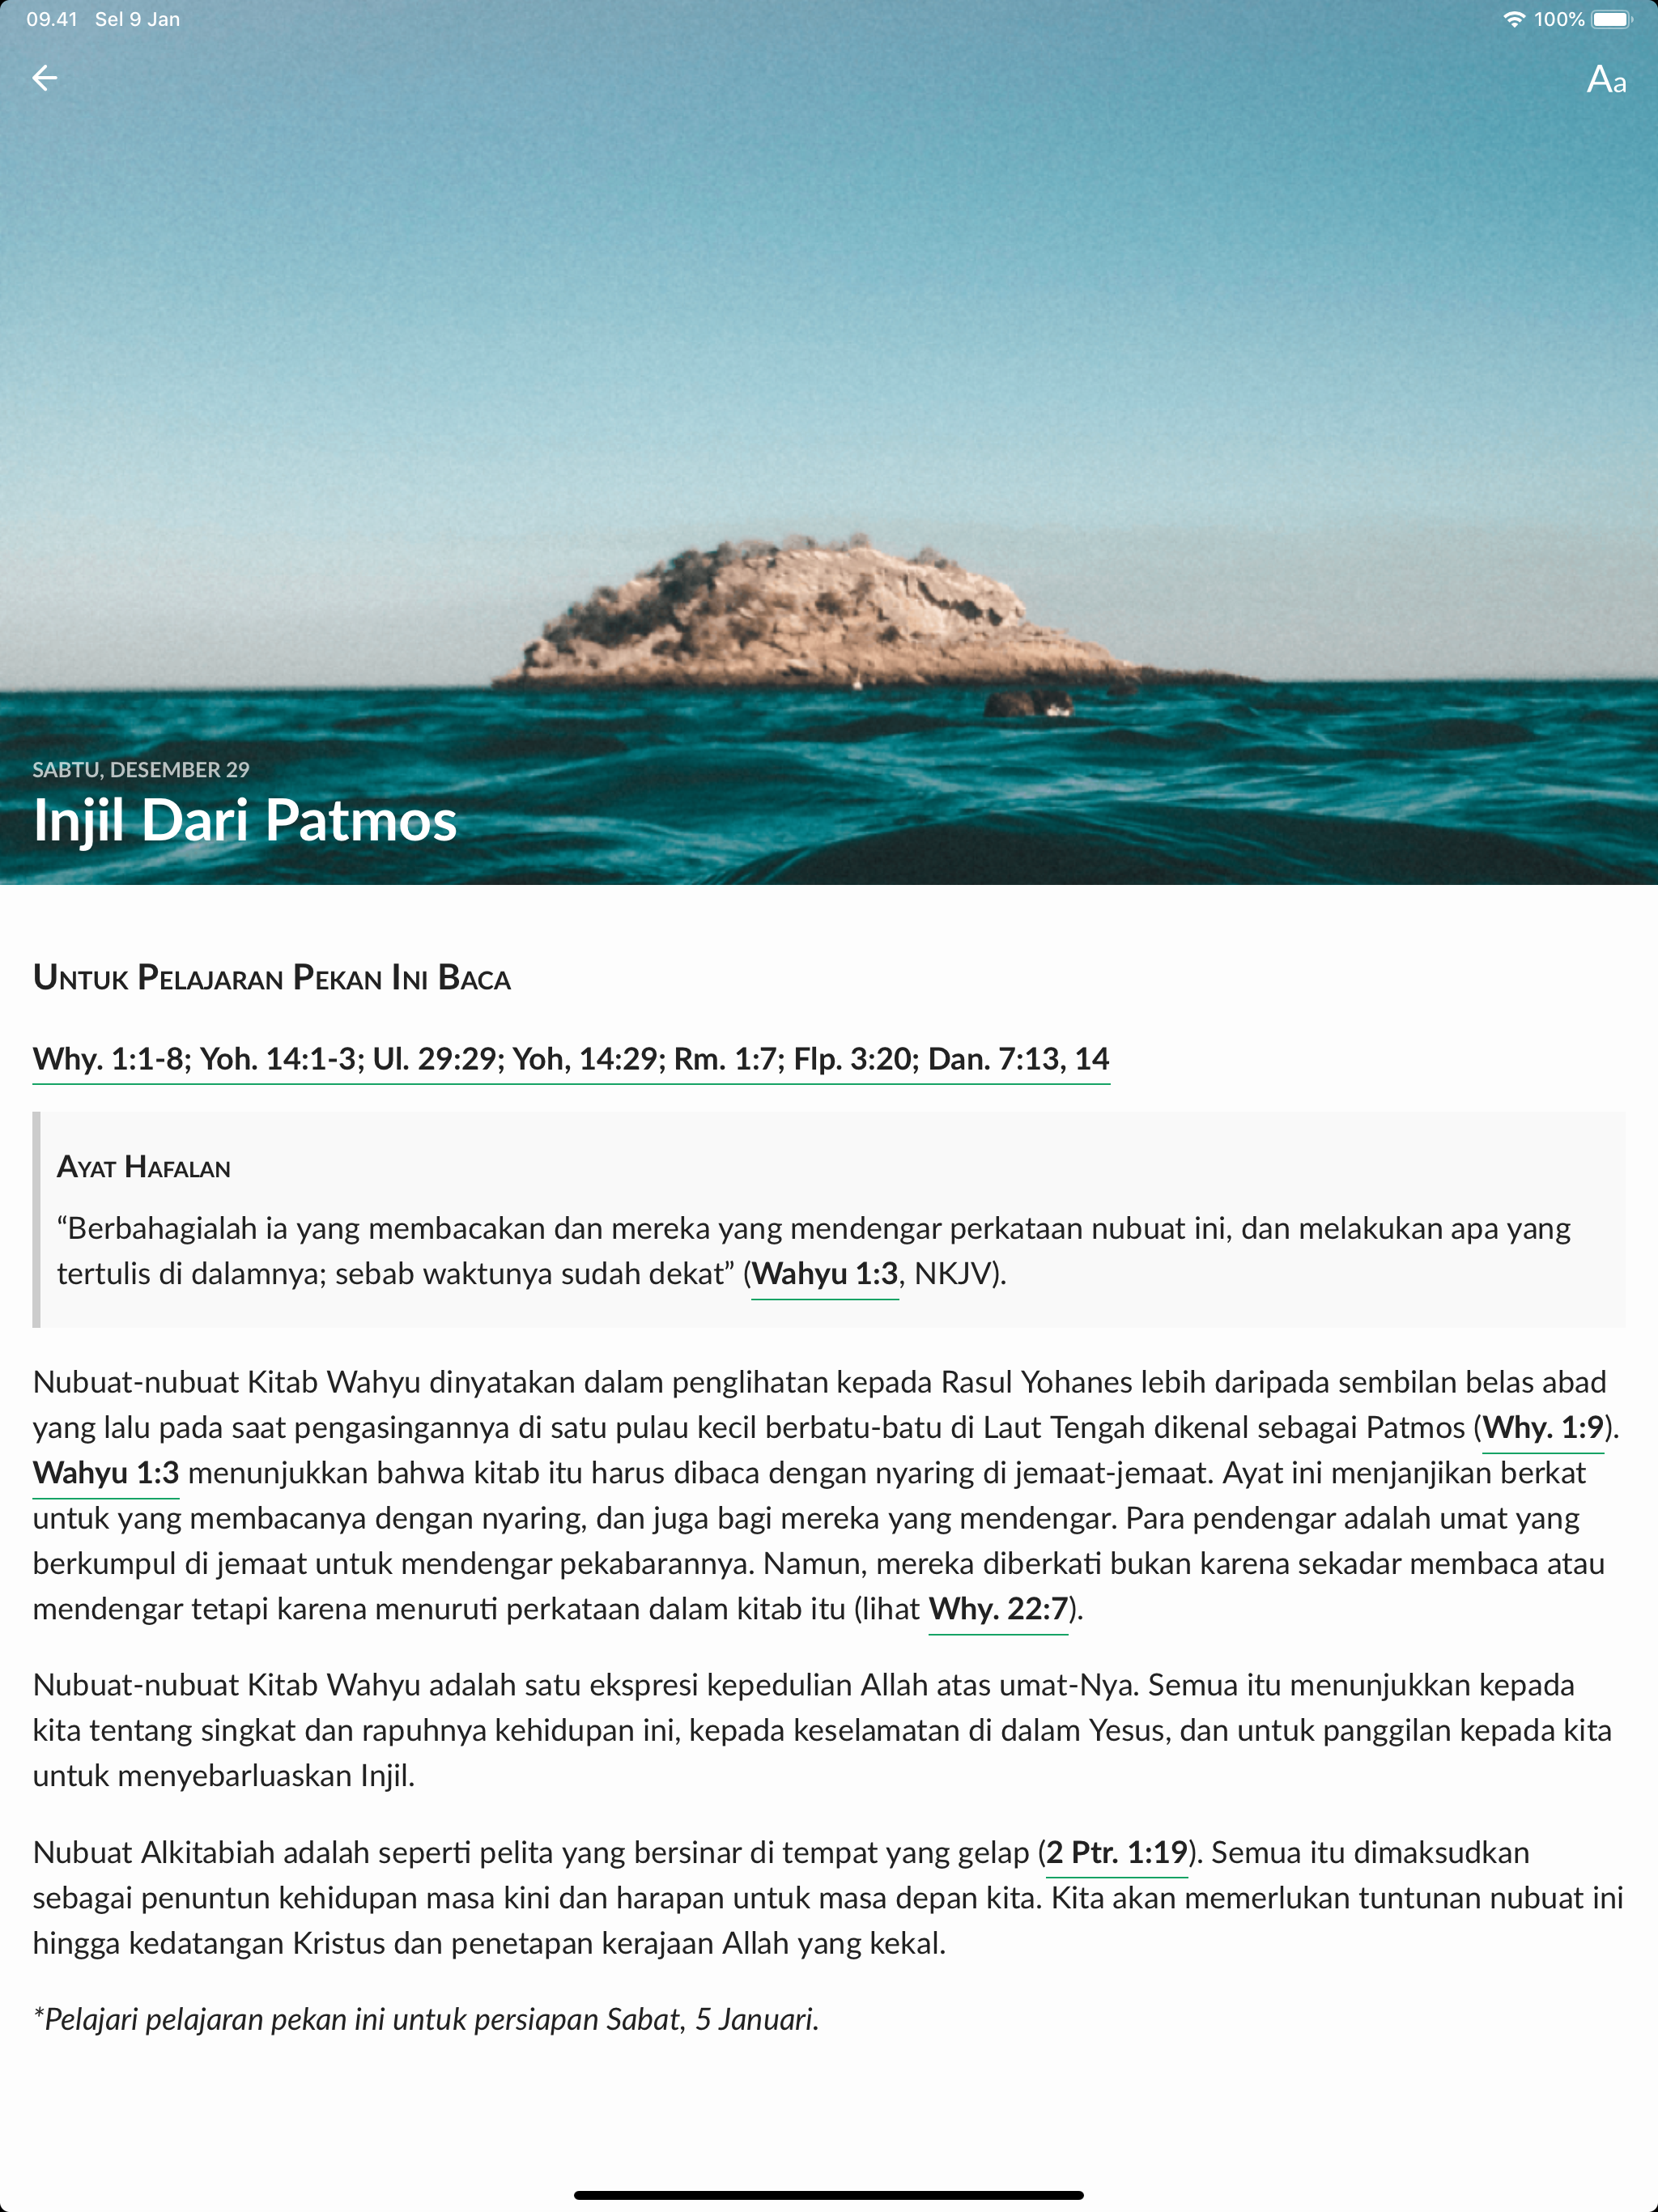 09.41 Sel 9 Jan 100%
Aa
SABTU, DESEMBER 29
Injil Dari Patmos
Untuk Pelajaran Pekan Ini Baca
Why. 1:1-8; Yoh. 14:1-3; Ul. 29:29; Yoh, 14:29; Rm. 1:7; Flp. 3:20; Dan. 7:13, 14
Ayat Hafalan
“Berbahagialah ia yang membacakan dan mereka yang mendengar perkataan nubuat ini, dan melakukan apa yang
tertulis di dalamnya; sebab waktunya sudah dekat” (Wahyu 1:3, NKJV).
Nubuat-nubuat Kitab Wahyu dinyatakan dalam penglihatan kepada Rasul Yohanes lebih daripada sembilan belas abad
yang lalu pada saat pengasingannya di satu pulau kecil berbatu-batu di Laut Tengah dikenal sebagai Patmos (Why. 1:9).
Wahyu 1:3 menunjukkan bahwa kitab itu harus dibaca dengan nyaring di jemaat-jemaat. Ayat ini menjanjikan berkat
untuk yang membacanya dengan nyaring, dan juga bagi mereka yang mendengar. Para pendengar adalah umat yang
berkumpul di jemaat untuk mendengar pekabarannya. Namun, mereka diberkati bukan karena sekadar membaca atau
mendengar tetapi karena menuruti perkataan dalam kitab itu (lihat Why. 22:7).
Nubuat-nubuat Kitab Wahyu adalah satu ekspresi kepedulian Allah atas umat-Nya. Semua itu menunjukkan kepada
kita tentang singkat dan rapuhnya kehidupan ini, kepada keselamatan di dalam Yesus, dan untuk panggilan kepada kita
untuk menyebarluaskan Injil.
Nubuat Alkitabiah adalah seperti pelita yang bersinar di tempat yang gelap (2 Ptr. 1:19). Semua itu dimaksudkan
sebagai penuntun kehidupan masa kini dan harapan untuk masa depan kita. Kita akan memerlukan tuntunan nubuat ini
hingga kedatangan Kristus dan penetapan kerajaan Allah yang kekal.
*Pelajari pelajaran pekan ini untuk persiapan Sabat, 5 Januari.